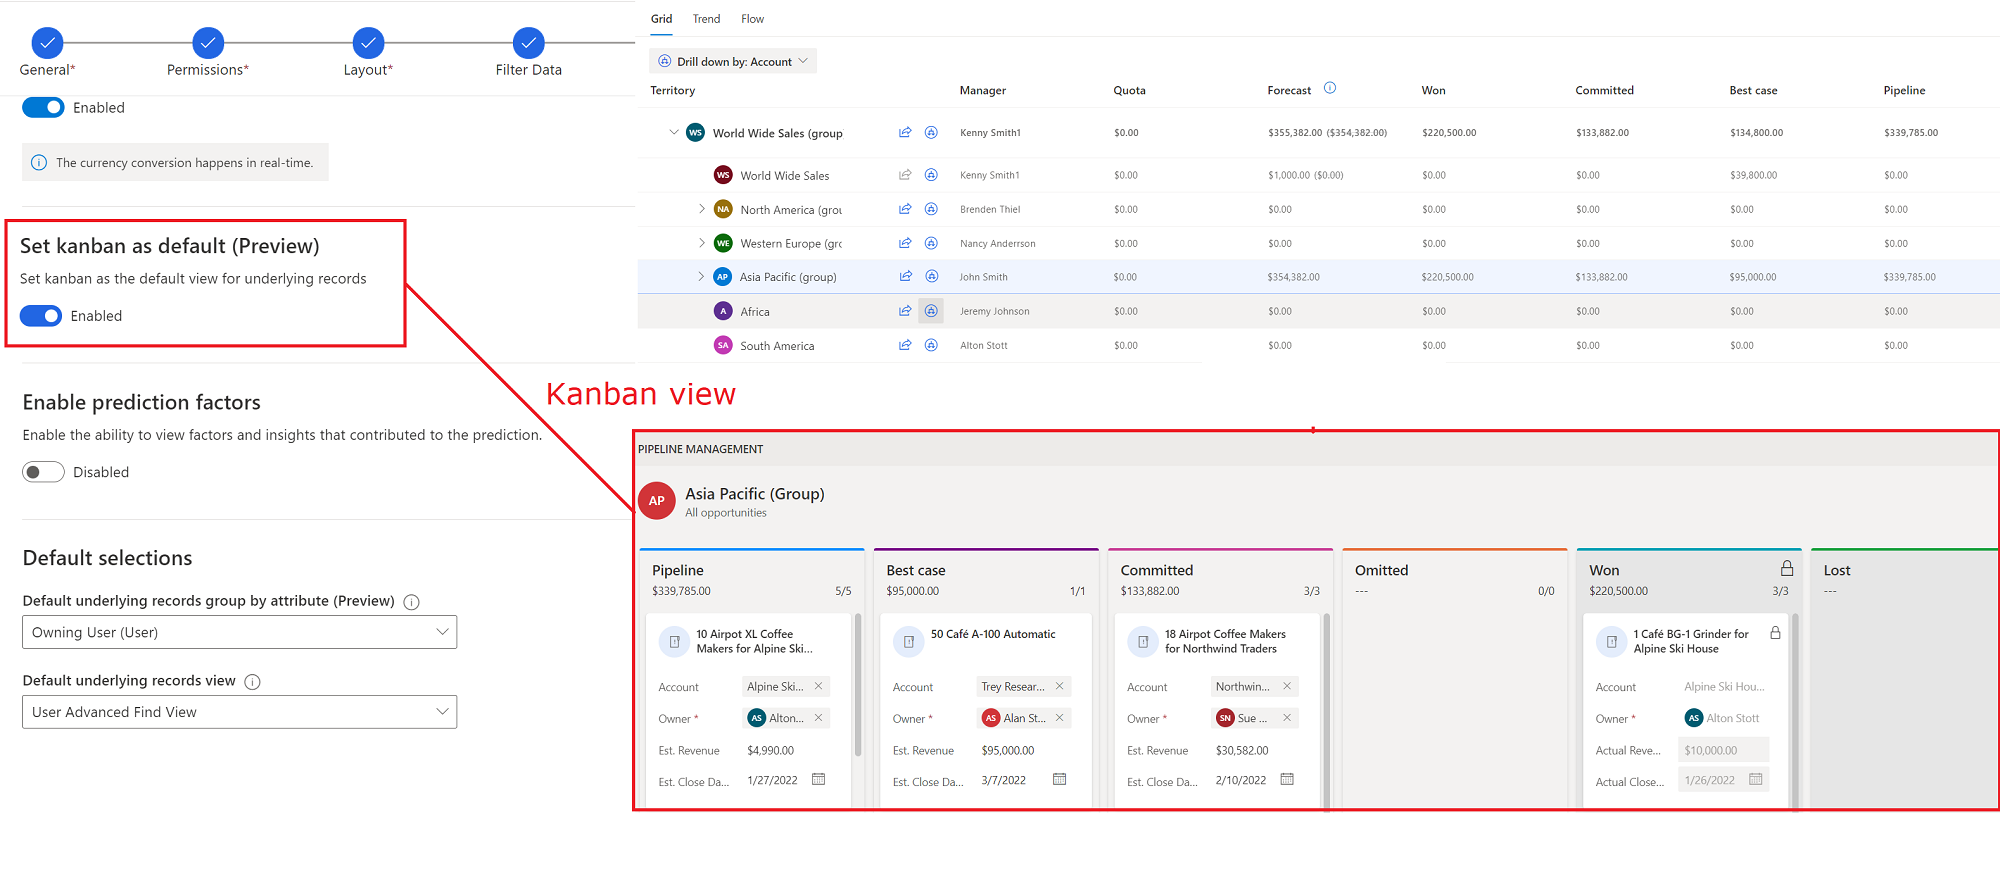 General*
Permissions*
Layout*
Filter Data
Enabled
The currency conversion happens in real-time.
Set kanban as default (Preview)
Set kanban as the default view for underlying records
Enabled
Enable prediction factors
Enable the ability to view factors and insights that contributed to the prediction.
Disabled
Default selections
Default underlying records group by attribute (Preview)
Owning User (User)
Default underlying records view
User Advanced Find View
Grid Trend Flow
Drill down by: Account
Territory Manager Quota Forecast Won Committed Best case Pipeline
WS World Wide Sales (group Kenny Smith1 $0.00 $355,382.00 ($354,382.00) $220,500.00 $133,882.00 $134,800.00 $339,785.00
WS World Wide Sales Kenny Smith1 $0.00 $1,000.00 ($0.00) $0.00 $0.00 $39,800.00 $0.00
NA North America (grou Brenden Thiel $0.00 $0.00 $0.00 $0.00 $0.00 $0.00
WE Western Europe (gro Nancy Anderrson $0.00 $0.00 $0.00 $0.00 $0.00 $0.00
AP Asia Pacific (group) John Smith $0.00 $354,382.00 $220,500.00 $133,882.00 $95,000.00 $339,785.00
A Africa Jeremy Johnson $0.00 $0.00 $0.00 $0.00 $0.00 $0.00
SA South America Alton Stott $0.00 $0.00 $0.00 $0.00 $0.00 $0.00
Kanban view
PIPELINE MANAGEMENT
AP Asia Pacific (Group)
All opportunities
Pipeline
$339,785.00 5/5
10 Airpot XL Coffee
Makers for Alpine Ski...
Account Alpine Ski...
Owner * AS Alton...
Est. Revenue $4,990.00
Est. Close Da... 1/27/2022
Best case
$95,000.00 1/1
50 Café A-100 Automatic
Account Trey Resear...
Owner * AS Alan St...
Est. Revenue $95,000.00
Est. Close Da... 3/7/2022
Committed
$133,882.00 3/3
18 Airpot Coffee Makers
for Northwind Traders
Account Northwin...
Owner * SN Sue ...
Est. Revenue $30,582.00
Est. Close Da... 2/10/2022
Omitted
--- 0/0
Won
$220,500.00 3/3
1 Café BG-1 Grinder for
Alpine Ski House
Account Alpine Ski Hou...
Owner * AS Alton Stott
Actual Reve... $10,000.00
Actual Close... 1/26/2022
Lost
---